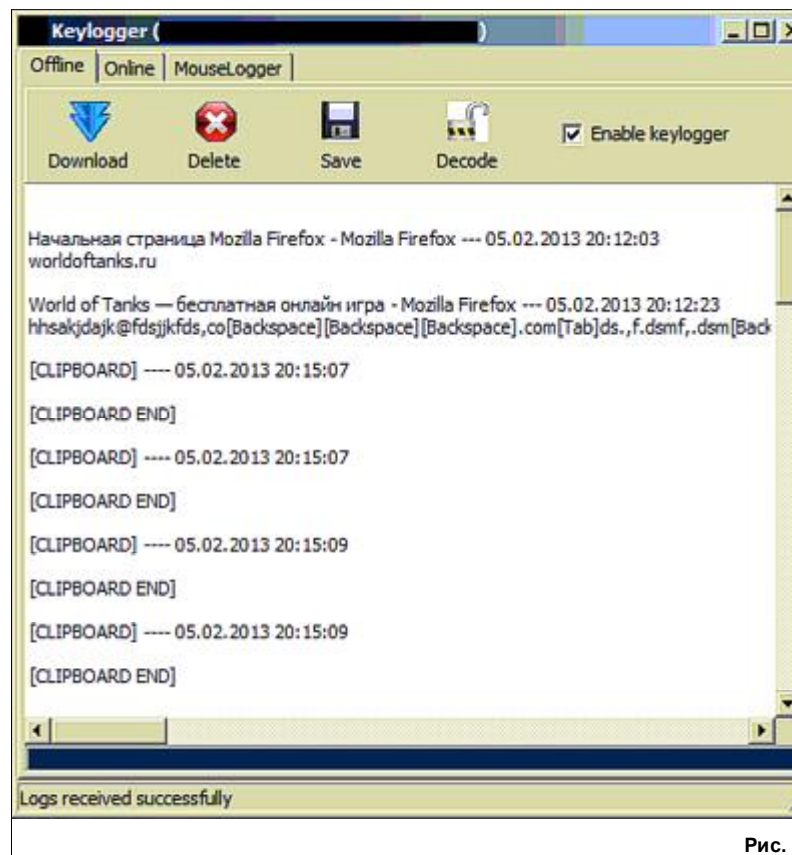 Keylogger ( )
Offline Online MouseLogger
Download Delete Save Decode Enable keylogger
Начальная страница Mozilla Firefox - Mozilla Firefox --- 05.02.2013 20:12:03
worldoftanks.ru
World of Tanks — бесплатная онлайн игра - Mozilla Firefox --- 05.02.2013 20:12:23
hhsakjdajk@fdsjjkfds,co[Backspace][Backspace][Backspace].com[Tab]ds.,f.dsmf,.dsm[Back
[CLIPBOARD] ---- 05.02.2013 20:15:07
[CLIPBOARD END]
[CLIPBOARD] ---- 05.02.2013 20:15:07
[CLIPBOARD END]
[CLIPBOARD] ---- 05.02.2013 20:15:09
[CLIPBOARD END]
[CLIPBOARD] ---- 05.02.2013 20:15:09
[CLIPBOARD END]
Logs received successfully
Рис.